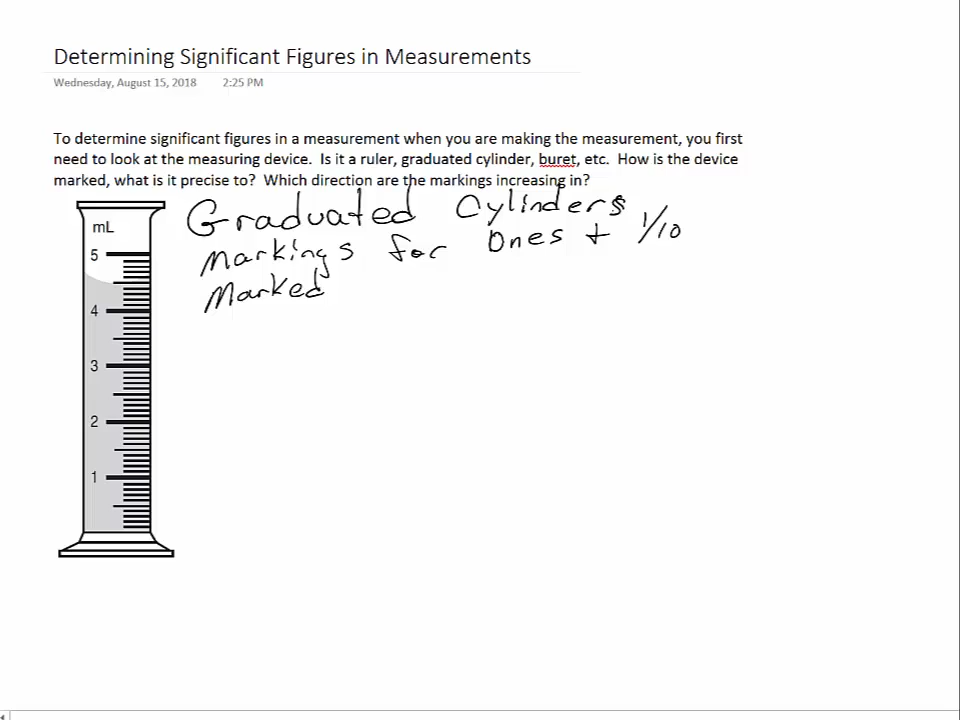 Determining Significant Figures in Measurements
Wednesday, August 15, 2018 2:25 PM
To determine significant figures in a measurement when you are making the measurement, you first
need to look at the measuring device. Is it a ruler, graduated cylinder, buret, etc. How is the device
marked, what is it precise to? Which direction are the markings increasing in?
Graduated Cylinders
markings for Ones + 1/10
Marked
mL
5
4
3
2
1